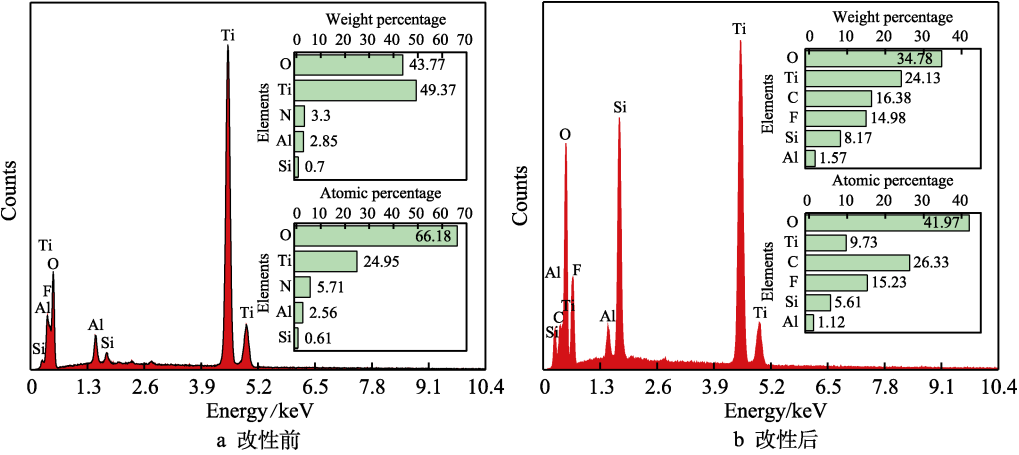 Counts
Ti
Ti
O
F
Al
Si
Al
Si
Ti
Weight percentage
0 10 20 30 40 50 60 70
Elements
O 43.77
Ti 49.37
N 3.3
Al 2.85
Si 0.7
Atomic percentage
0 10 20 30 40 50 60 70
Elements
O 66.18
Ti 24.95
N 5.71
Al 2.56
Si 0.61
0 1.3 2.6 3.9 5.2 6.5 7.8 9.1 10.4
Energy/keV
a 改性前
Counts
Ti
Si
O
Al
F
C
Ti
Si
Al
Ti
Weight percentage
0 10 20 30 40
Elements
O 34.78
Ti 24.13
C 16.38
F 14.98
Si 8.17
Al 1.57
Atomic percentage
0 10 20 30 40
Elements
O 41.97
Ti 9.73
C 26.33
F 15.23
Si 5.61
Al 1.12
0 1.3 2.6 3.9 5.2 6.5 7.8 9.1 10.4
Energy/keV
b 改性后